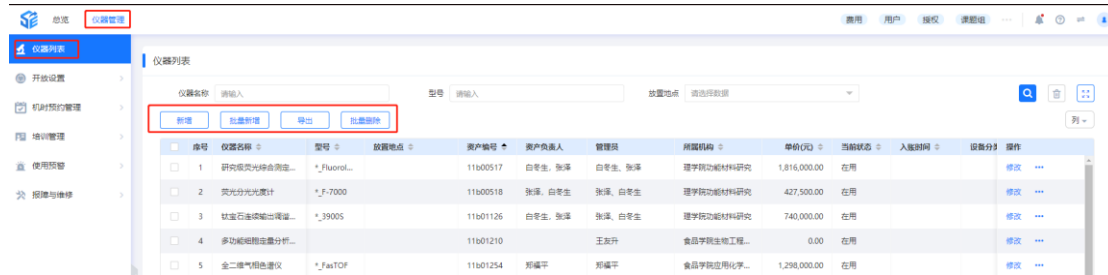 总览 仪器管理 费用 用户 授权 课题组 ...
仪器列表
仪器列表
开放设置
仪器名称 请输入 型号 请输入 放置地点 请选择数据
机时预约管理
新增 批量新增 导出 批量删除 列
培训管理
序号 仪器名称 型号 放置地点 资产编号 资产负责人 管理员 所属机构 单价(元) 当前状态 入账时间 设备分类 操作
使用预警
1 研究级荧光综合测定... *_Fluorol... 11b00517 白冬生、张泽 白冬生、张泽 理学院功能材料研究 1,816,000.00 在用 修改 •••
报障与维修
2 荧光分光光度计 *_F-7000 11b00518 张泽、白冬生 张泽、白冬生 理学院功能材料研究 427,500.00 在用 修改 •••
3 钛宝石连续输出调谐... *_3900S 11b01126 白冬生、张泽 张泽、白冬生 理学院功能材料研究 740,000.00 在用 修改 •••
4 多功能细胞定量分析... 11b01210 王友升 食品学院生物工程... 0.00 在用 修改 •••
5 全二维气相色谱仪 *_FasTOF 11b01254 郑福平 郑福平 食品学院应用化学... 1,298,000.00 在用 修改 •••